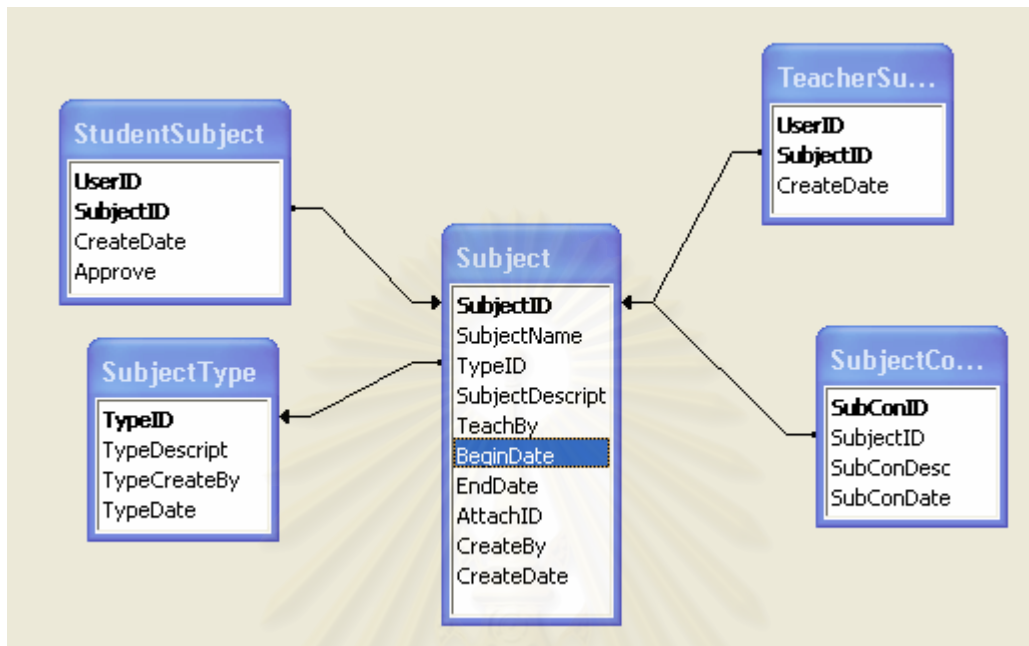 StudentSubject
UserID
SubjectID
CreateDate
Approve
SubjectType
TypeID
TypeDescript
TypeCreateBy
TypeDate
Subject
SubjectID
SubjectName
TypeID
SubjectDescript
TeachBy
BeginDate
EndDate
AttachID
CreateBy
CreateDate
TeacherSu...
UserID
SubjectID
CreateDate
SubjectCo...
SubConID
SubjectID
SubConDesc
SubConDate